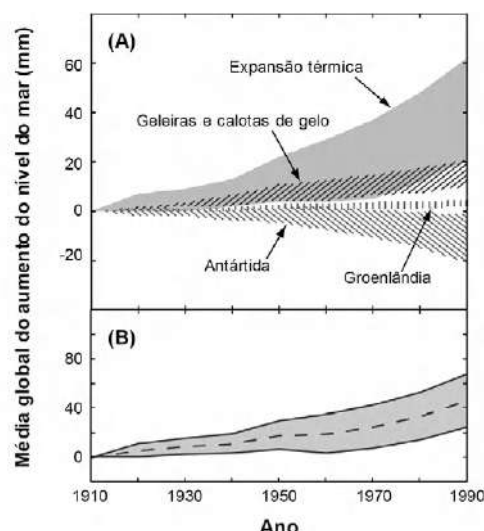 Média global do aumento do nível do mar (mm)
(A)
60
40
20
0
-20
Expansão térmica
Geleiras e calotas de gelo
Antártida
Groenlândia
(B)
80
40
0
1910
1930
1950
1970
1990
Ano